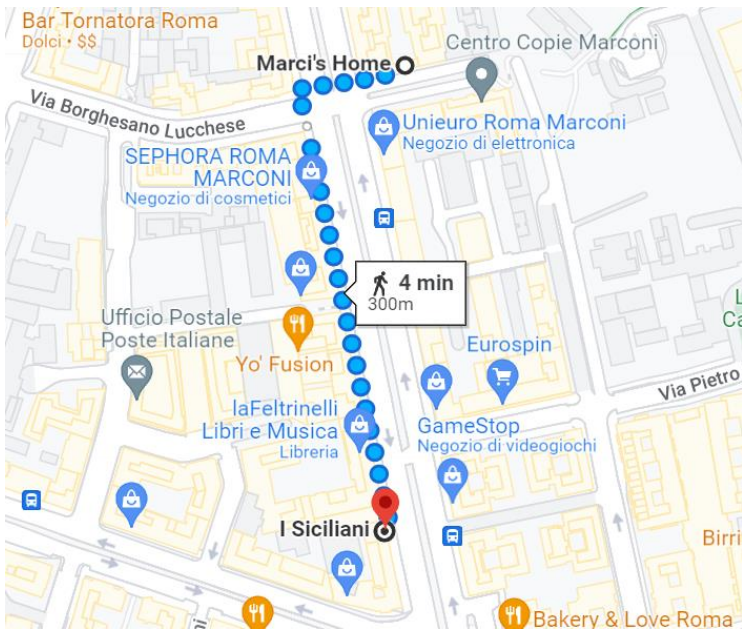 Bar Tornatora Roma
Dolci • $$
Marci's Home
Centro Copie Marconi
Via Borghesano Lucchese
Unieuro Roma Marconi
Negozio di elettronica
SEPHORA ROMA
MARCONI
Negozio di cosmetici
4 min
300m
Ufficio Postale
Poste Italiane
Yo' Fusion
Eurospin
L
Ca
Via Pietro
laFeltrinelli
Libri e Musica
Libreria
GameStop
Negozio di videogiochi
I Siciliani
Birri
Bakery & Love Roma